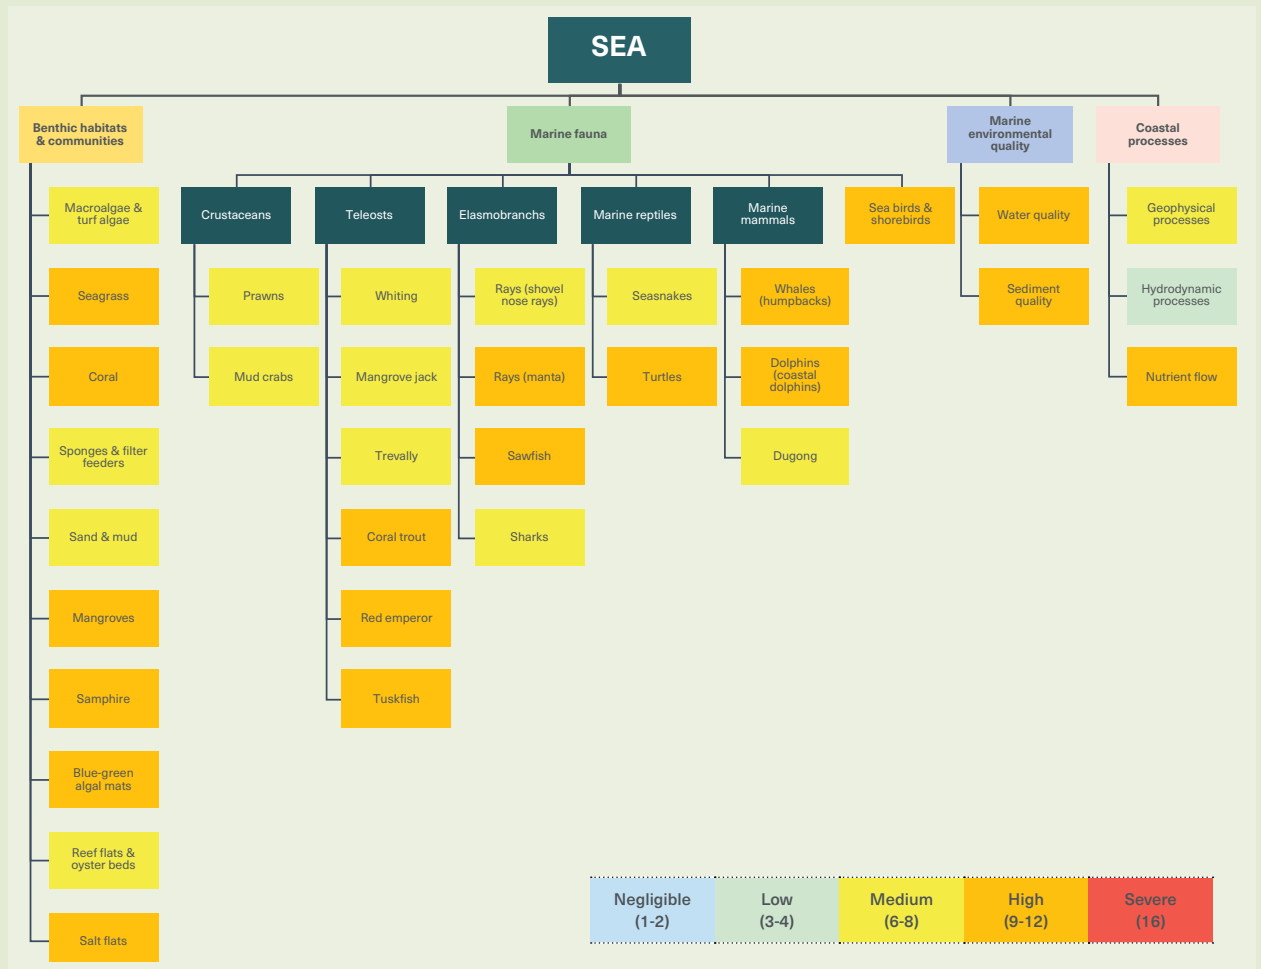 SEA
Benthic habitats
& communities
Marine fauna
Marine
environmental
quality
Coastal
processes
Macroalgae &
turf algae
Seagrass
Coral
Sponges & filter
feeders
Sand & mud
Mangroves
Samphire
Blue-green
algal mats
Reef flats &
oyster beds
Salt flats
Crustaceans
Prawns
Mud crabs
Teleosts
Whiting
Mangrove jack
Trevally
Coral trout
Red emperor
Tuskfish
Elasmobranchs
Rays (shovel
nose rays)
Rays (manta)
Sawfish
Sharks
Marine reptiles
Seasnakes
Turtles
Marine
mammals
Whales
(humpbacks)
Dolphins
(coastal
dolphins)
Dugong
Sea birds &
shorebirds
Water quality
Sediment
quality
Geophysical
processes
Hydrodynamic
processes
Nutrient flow
Negligible
(1-2)
Low
(3-4)
Medium
(6-8)
High
(9-12)
Severe
(16)